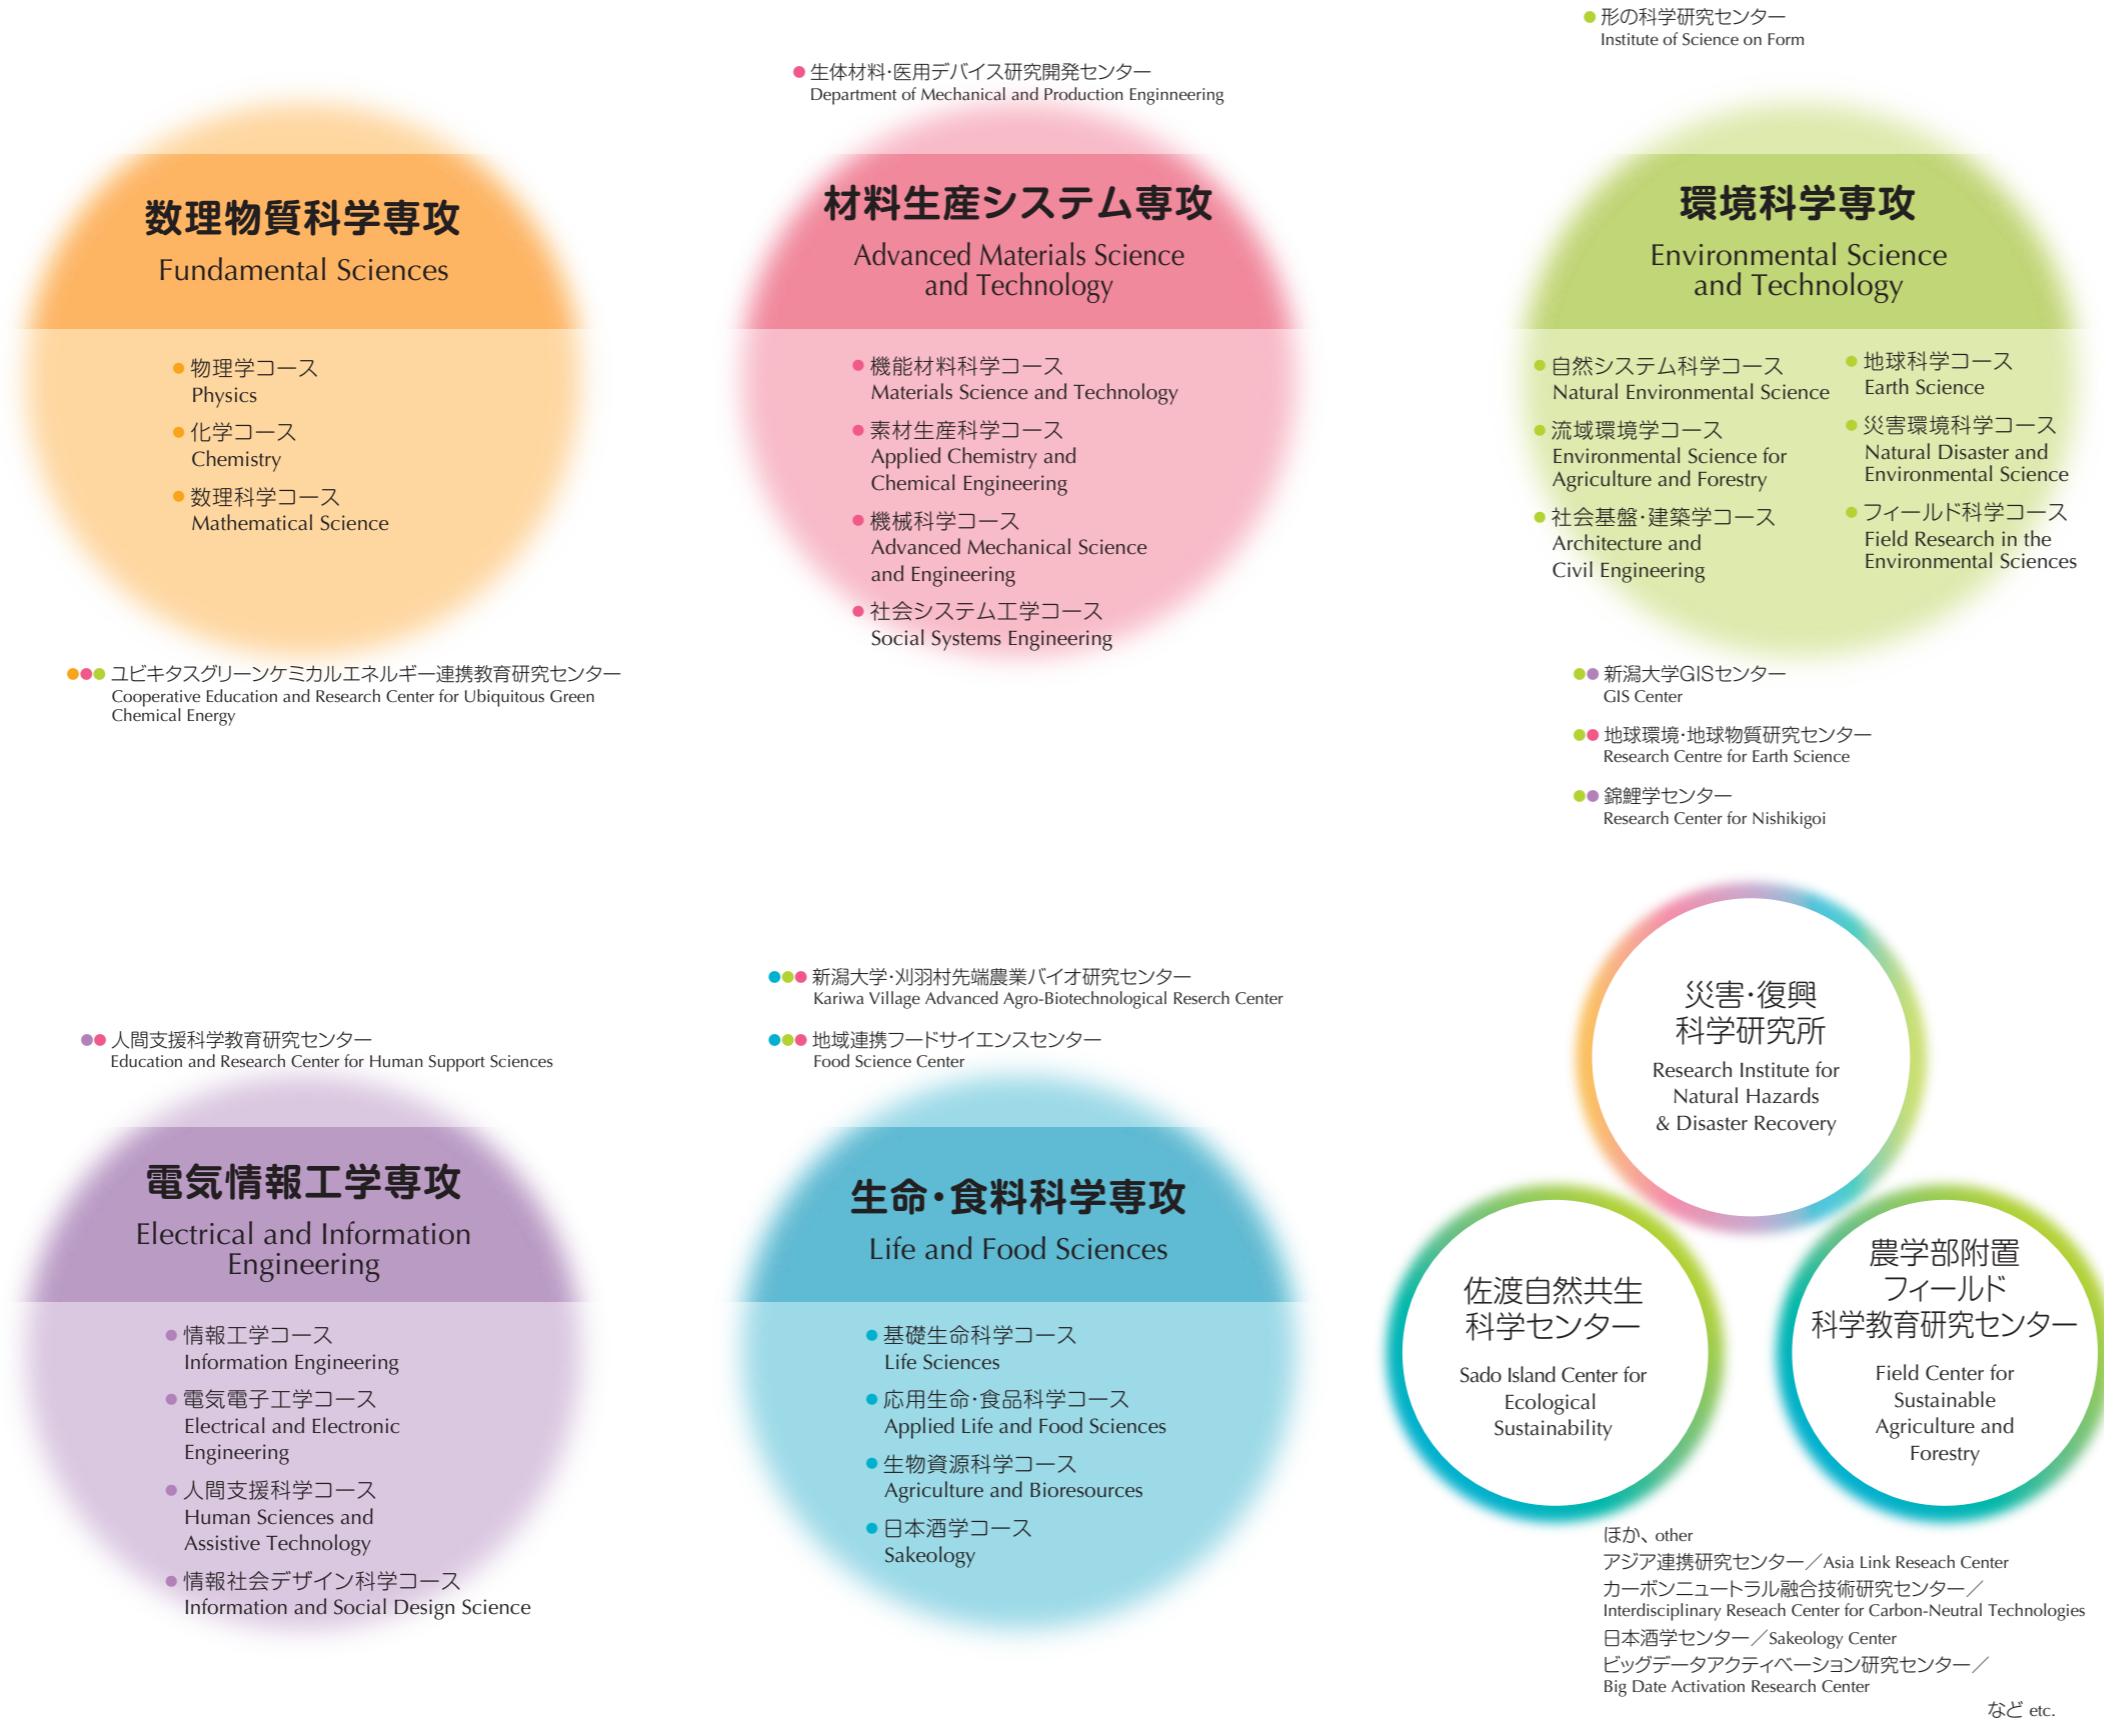 ● 形の科学研究センター
Institute of Science on Form
● 生体材料・医用デバイス研究開発センター
Department of Mechanical and Production Enginneering
数理物質科学専攻
Fundamental Sciences
● 物理学コース
Physics
● 化学コース
Chemistry
● 数理科学コース
Mathematical Science
●●● ユビキタスグリーンケミカルエネルギー連携教育研究センター
Cooperative Education and Research Center for Ubiquitous Green
Chemical Energy
材料生産システム専攻
Advanced Materials Science
and Technology
● 機能材料科学コース
Materials Science and Technology
● 素材生産科学コース
Applied Chemistry and
Chemical Engineering
● 機械科学コース
Advanced Mechanical Science
and Engineering
● 社会システム工学コース
Social Systems Engineering
環境科学専攻
Environmental Science
and Technology
● 自然システム科学コース
Natural Environmental Science
● 流域環境学コース
Environmental Science for
Agriculture and Forestry
● 社会基盤・建築学コース
Architecture and
Civil Engineering
● 地球科学コース
Earth Science
● 災害環境科学コース
Natural Disaster and
Environmental Science
● フィールド科学コース
Field Research in the
Environmental Sciences
●● 新潟大学GISセンター
GIS Center
●● 地球環境・地球物質研究センター
Research Centre for Earth Science
●● 錦鯉学センター
Research Center for Nishikigoi
●● 人間支援科学教育研究センター
Education and Research Center for Human Support Sciences
電気情報工学専攻
Electrical and Information
Engineering
● 情報工学コース
Information Engineering
● 電気電子工学コース
Electrical and Electronic
Engineering
● 人間支援科学コース
Human Sciences and
Assistive Technology
● 情報社会デザイン科学コース
Information and Social Design Science
●●● 新潟大学・刈羽村先端農業バイオ研究センター
Kariwa Village Advanced Agro-Biotechnological Reserch Center
●●● 地域連携フードサイエンスセンター
Food Science Center
生命・食料科学専攻
Life and Food Sciences
● 基礎生命科学コース
Life Sciences
● 応用生命・食品科学コース
Applied Life and Food Sciences
● 生物資源科学コース
Agriculture and Bioresources
● 日本酒学コース
Sakeology
災害・復興
科学研究所
Research Institute for
Natural Hazards
& Disaster Recovery
佐渡自然共生
科学センター
Sado Island Center for
Ecological
Sustainability
農学部附置
フィールド
科学教育研究センター
Field Center for
Sustainable
Agriculture and
Forestry
ほか、other
アジア連携研究センター／Asia Link Reseach Center
カーボンニュートラル融合技術研究センター／
Interdisciplinary Reseach Center for Carbon-Neutral Technologies
日本酒学センター／Sakeology Center
ビッグデータアクティベーション研究センター／
Big Date Activation Research Center
など etc.